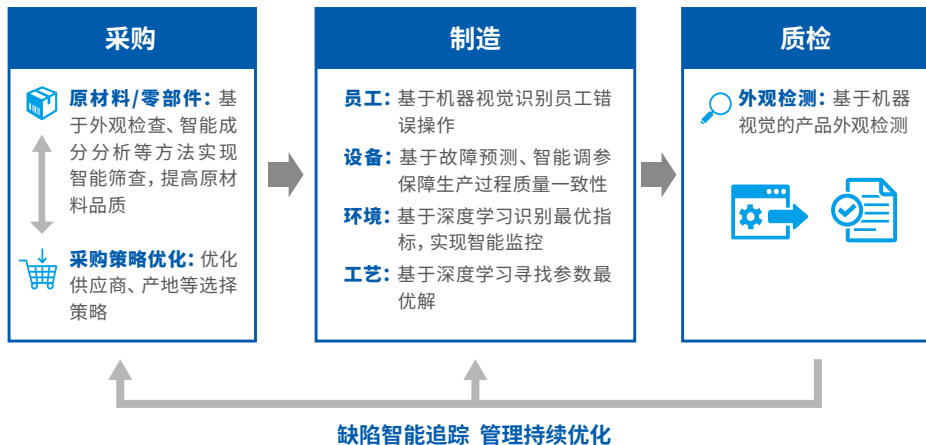 采购
原材料/零部件：基
于外观检查、智能成
分分析等方法实现
智能筛查，提高原材
料品质
采购策略优化：优化
供应商、产地等选择
策略
制造
员工：基于机器视觉识别员工错
误操作
设备：基于故障预测、智能调参
保障生产过程质量一致性
环境：基于深度学习识别最优指
标，实现智能监控
工艺：基于深度学习寻找参数最
优解
质检
外观检测：基于机器
视觉的产品外观检测
缺陷智能追踪 管理持续优化